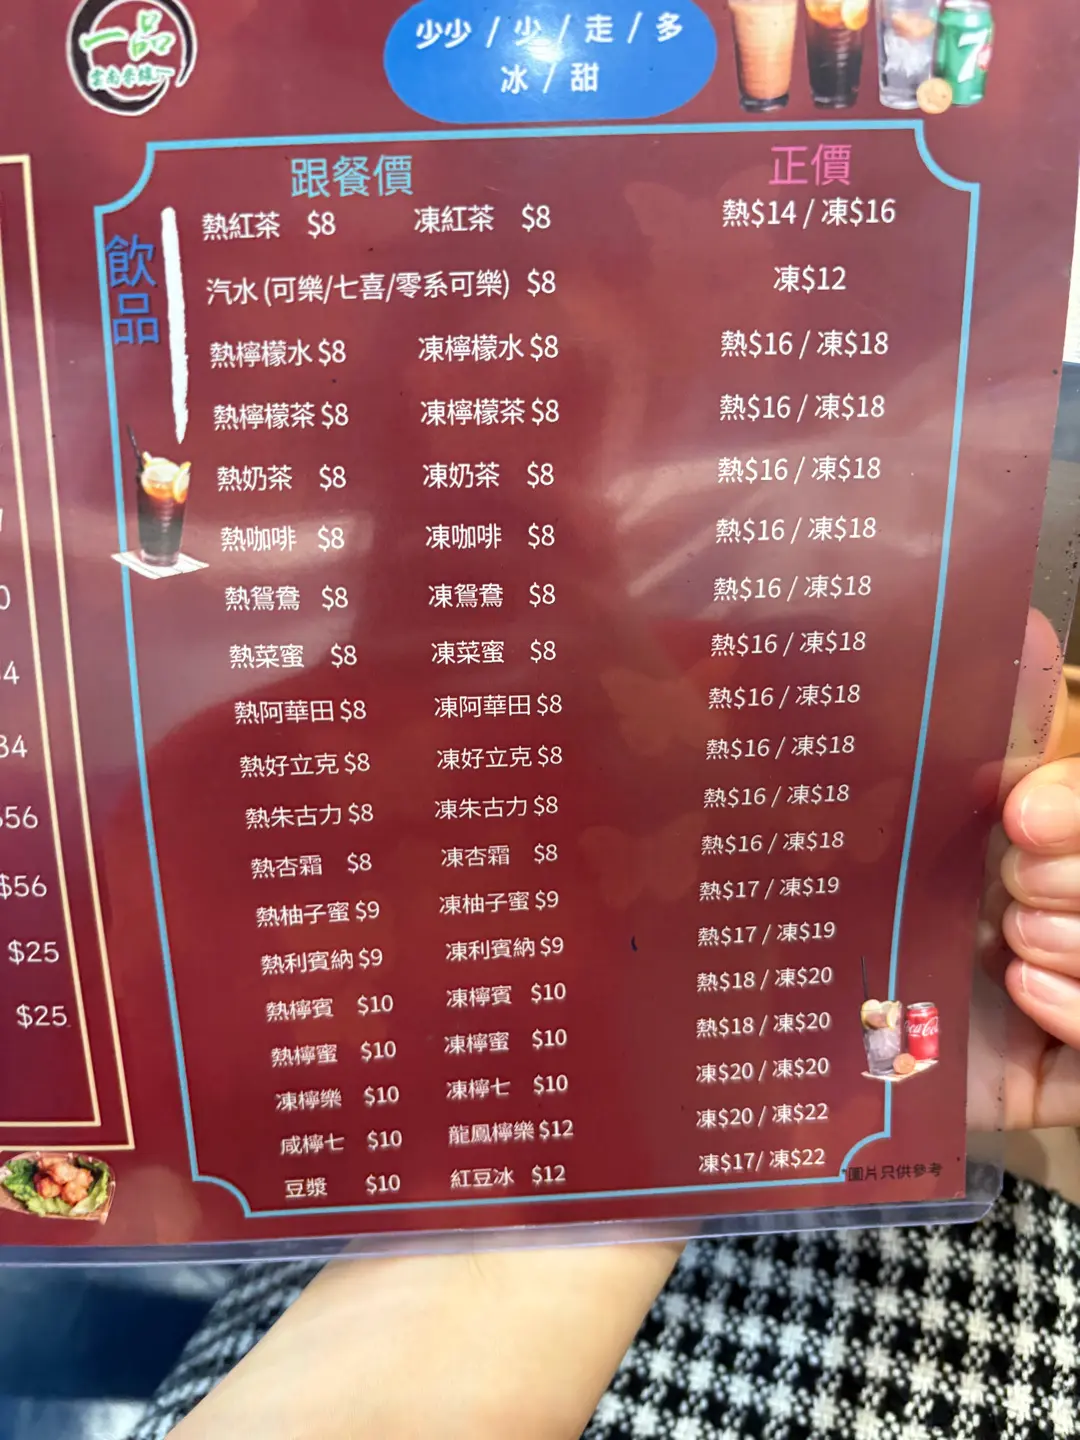 一品
雲南米線
少少 / 少 / 走 / 多
冰 / 甜
7
跟餐價 正價
飲品
熱紅茶 $8 凍紅茶 $8 熱$14 / 凍$16
汽水 (可樂/七喜/零系可樂) $8 凍$12
熱檸檬水 $8 凍檸檬水 $8 熱$16 / 凍$18
熱檸檬茶 $8 凍檸檬茶 $8 熱$16 / 凍$18
熱奶茶 $8 凍奶茶 $8 熱$16 / 凍$18
熱咖啡 $8 凍咖啡 $8 熱$16 / 凍$18
熱鴛鴦 $8 凍鴛鴦 $8 熱$16 / 凍$18
熱菜蜜 $8 凍菜蜜 $8 熱$16 / 凍$18
熱阿華田 $8 凍阿華田 $8 熱$16 / 凍$18
熱好立克 $8 凍好立克 $8 熱$16 / 凍$18
熱朱古力 $8 凍朱古力 $8 熱$16 / 凍$18
熱杏霜 $8 凍杏霜 $8 熱$16 / 凍$18
熱柚子蜜 $9 凍柚子蜜 $9 熱$17 / 凍$19
熱利賓納 $9 凍利賓納 $9 熱$17 / 凍$19
熱檸賓 $10 凍檸賓 $10 熱$18 / 凍$20
熱檸蜜 $10 凍檸蜜 $10 熱$18 / 凍$20
凍檸樂 $10 凍檸七 $10 凍$20 / 凍$20
咸檸七 $10 龍鳳檸樂 $12 凍$20 / 凍$22
豆漿 $10 紅豆冰 $12 凍$17/ 凍$22
*圖片只供參考
Coca-Cola
$56
$25
$25